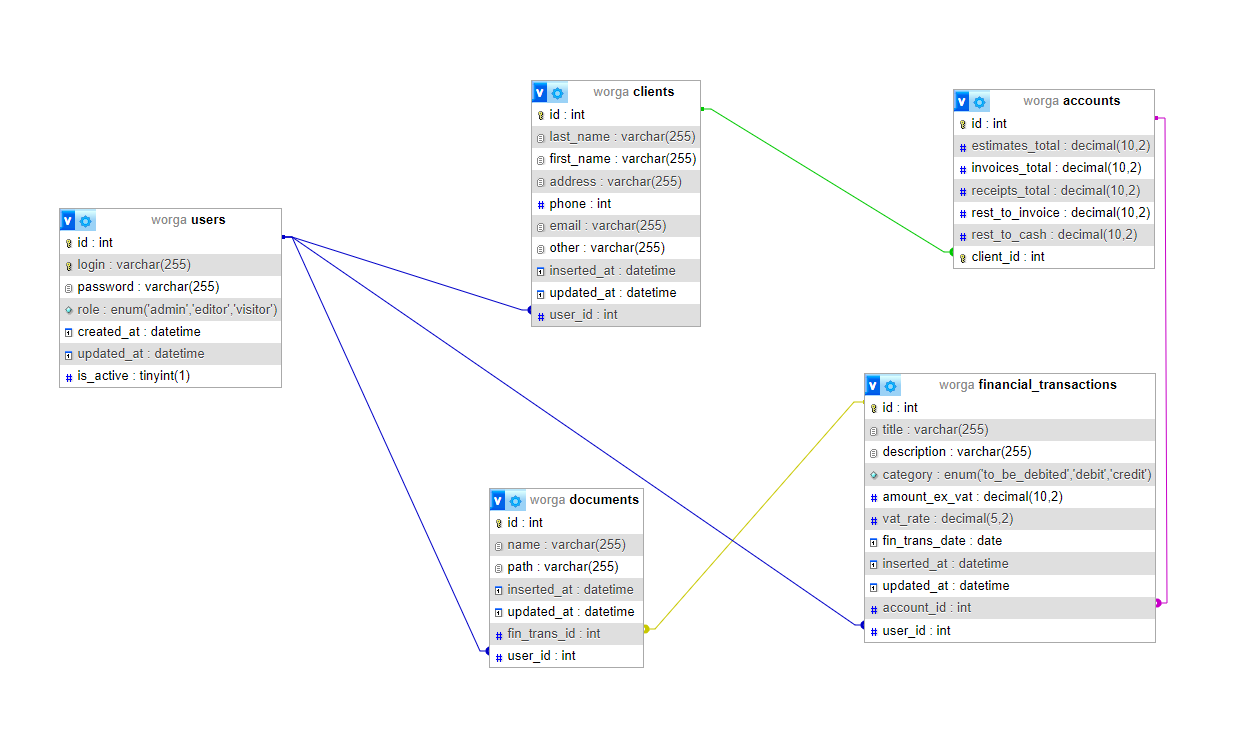 v worga users
id : int
login : varchar(255)
password : varchar(255)
role : enum('admin','editor','visitor')
created_at : datetime
updated_at : datetime
# is_active : tinyint(1)
v worga clients
id : int
last_name : varchar(255)
first_name : varchar(255)
address : varchar(255)
# phone : int
email : varchar(255)
other : varchar(255)
inserted_at : datetime
updated_at : datetime
# user_id : int
v worga accounts
id : int
# estimates_total : decimal(10,2)
# invoices_total : decimal(10,2)
# receipts_total : decimal(10,2)
# rest_to_invoice : decimal(10,2)
# rest_to_cash : decimal(10,2)
client_id : int
v worga documents
id : int
name : varchar(255)
path : varchar(255)
inserted_at : datetime
updated_at : datetime
# fin_trans_id : int
# user_id : int
v worga financial_transactions
id : int
title : varchar(255)
description : varchar(255)
category : enum('to_be_debited','debit','credit')
# amount_ex_vat : decimal(10,2)
# vat_rate : decimal(5,2)
fin_trans_date : date
inserted_at : datetime
updated_at : datetime
# account_id : int
# user_id : int